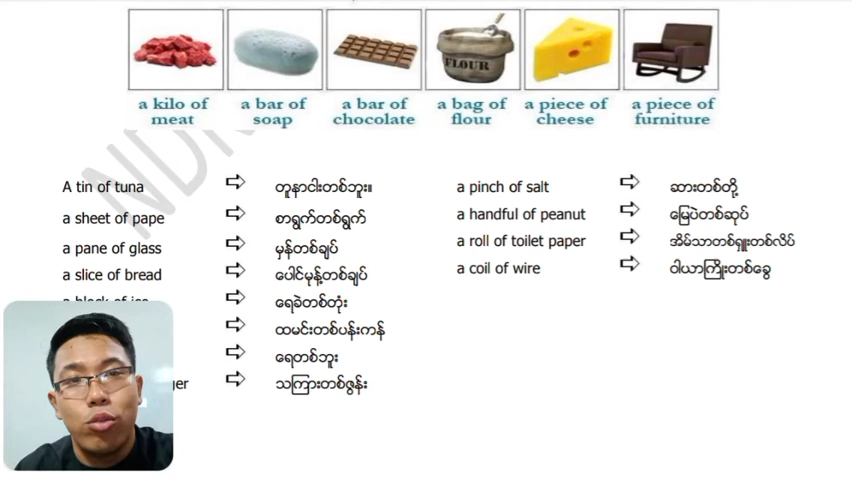 FLOUR
a kilo of
meat
a bar of
soap
a bar of
chocolate
a bag of
flour
a piece of
cheese
a piece of
furniture
A tin of tuna ⇨ တူနာငါးတစ်ဘူး။
a sheet of pape ⇨ စာရွက်တစ်ရွက်
a pane of glass ⇨ မှန်တစ်ချပ်
a slice of bread ⇨ ပေါင်မုန့်တစ်ချပ်
ရေခဲတစ်တုံး
ထမင်းတစ်ပန်းကန်
ရေတစ်ဘူး
⇨ သကြားတစ်ဇွန်း
a pinch of salt ⇨ ဆားတစ်တို့
a handful of peanut ⇨ မြေပဲတစ်ဆုပ်
a roll of toilet paper ⇨ အိမ်သာတစ်ရှူးတစ်လိပ်
a coil of wire ⇨ ဝါယာကြိုးတစ်ခွေ